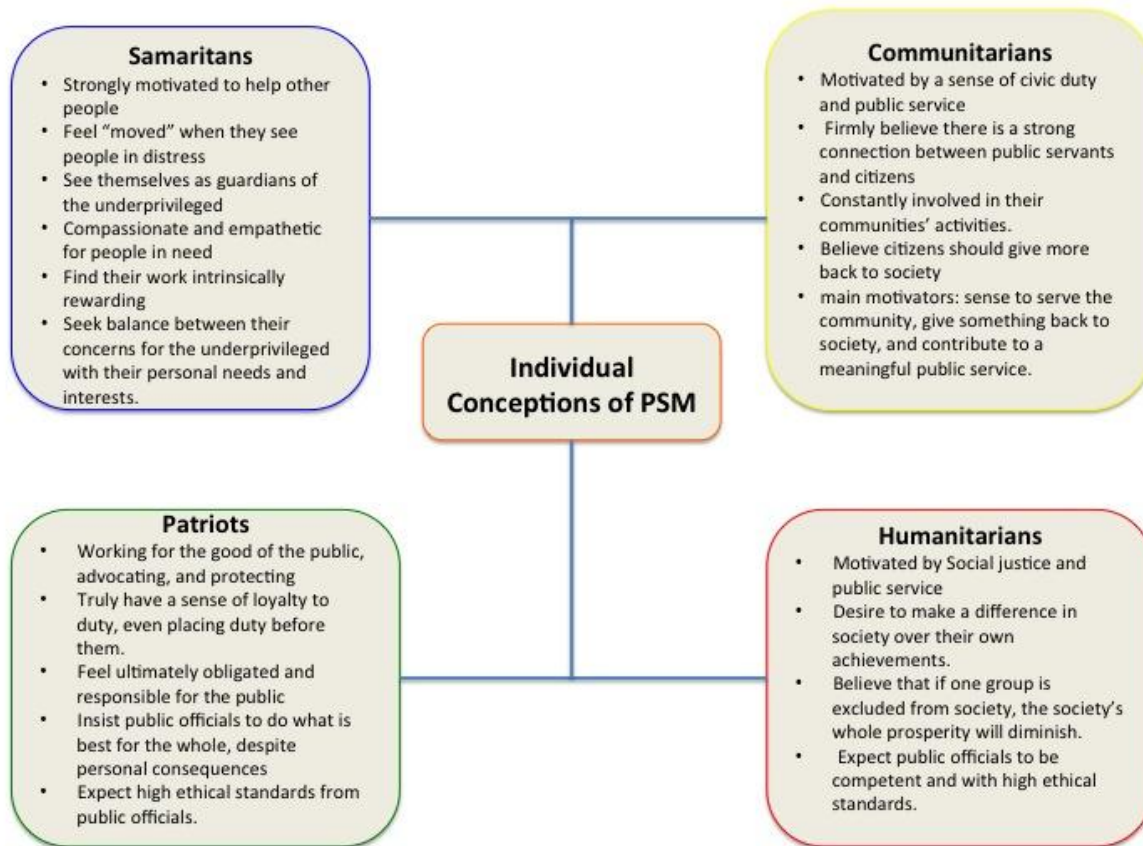 Samaritans
• Strongly motivated to help other
people
• Feel “moved” when they see
people in distress
• See themselves as guardians of
the underprivileged
• Compassionate and empathetic
for people in need
• Find their work intrinsically
rewarding
• Seek balance between their
concerns for the underprivileged
with their personal needs and
interests.
Communitarians
• Motivated by a sense of civic duty
and public service
• Firmly believe there is a strong
connection between public servants
and citizens
• Constantly involved in their
communities’ activities.
• Believe citizens should give more
back to society
• main motivators: sense to serve the
community, give something back to
society, and contribute to a
meaningful public service.
Individual
Conceptions of PSM
Patriots
• Working for the good of the public,
advocating, and protecting
• Truly have a sense of loyalty to
duty, even placing duty before
them.
• Feel ultimately obligated and
responsible for the public
• Insist public officials to do what is
best for the whole, despite
personal consequences
• Expect high ethical standards from
public officials.
Humanitarians
• Motivated by Social justice and
public service
• Desire to make a difference in
society over their own
achievements.
• Believe that if one group is
excluded from society, the society’s
whole prosperity will diminish.
• Expect public officials to be
competent and with high ethical
standards.